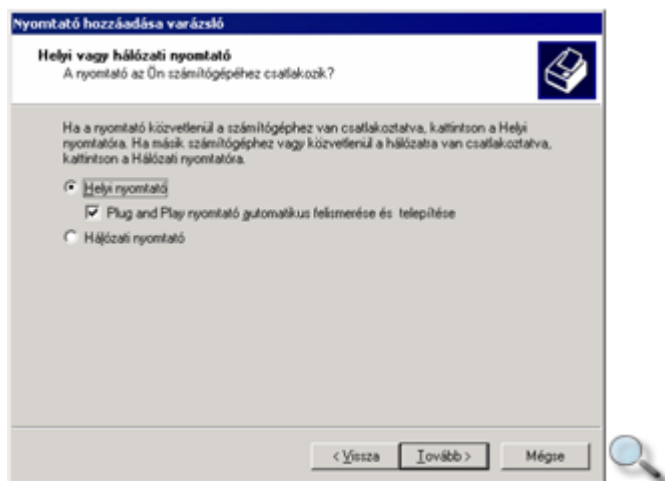 Nyomtató hozzáadása varázsló
Helyi vagy hálózati nyomtató
A nyomtató az Ön számítógépéhez csatlakozik?
Ha a nyomtató közvetlenül a számítógéphez van csatlakoztatva, kattintson a Helyi
nyomtatóra. Ha másik számítógéphez vagy közvetlenül a hálózatra van csatlakoztatva,
kattintson a Hálózati nyomtatóra.
Helyi nyomtató
Plug and Play nyomtató automatikus felismerése és telepítése
Hálózati nyomtató
< Vissza
Tovább >
Mégse